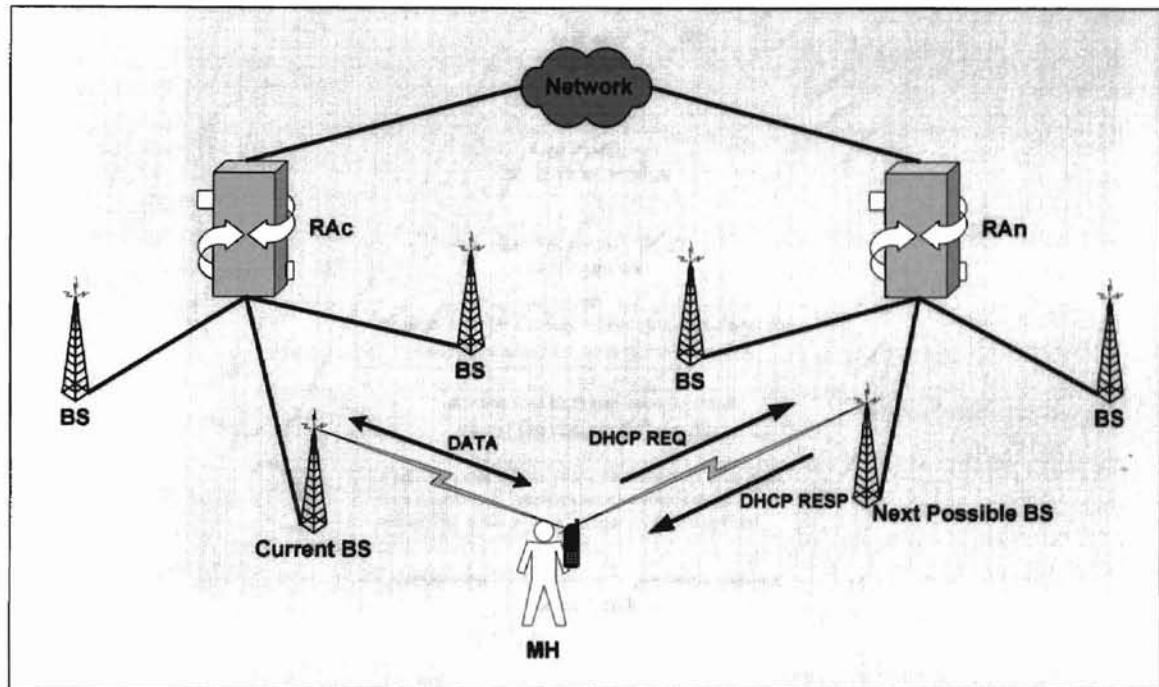 Network
RAc
RAn
BS
BS
BS
BS
DATA
DHCP REQ
DHCP RESP
Current BS
Next Possible BS
MH